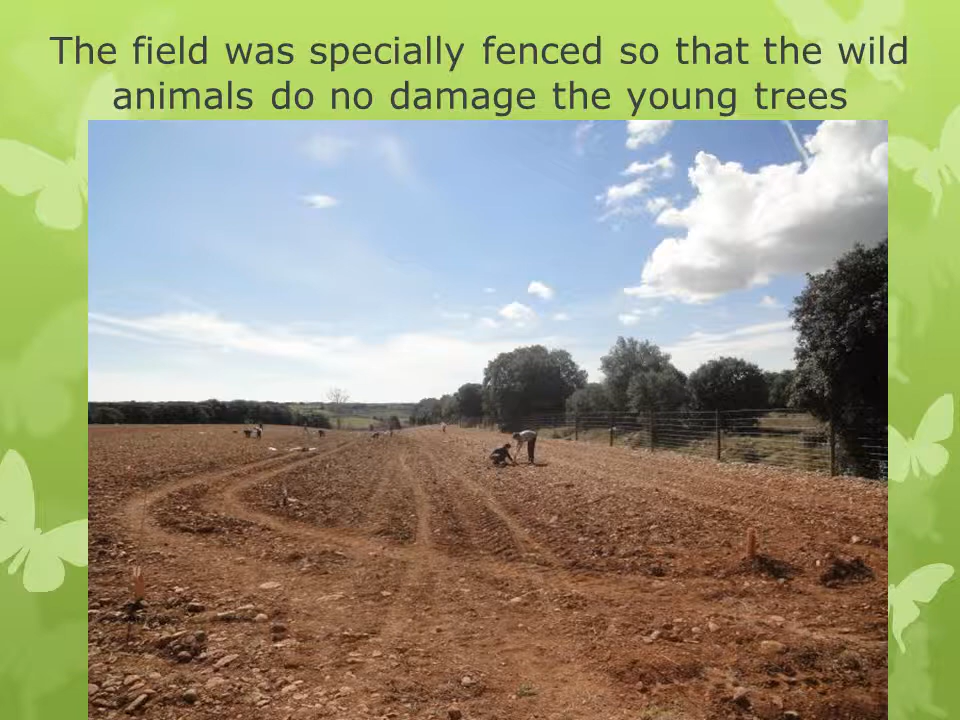 The field was specially fenced so that the wild
animals do no damage the young trees